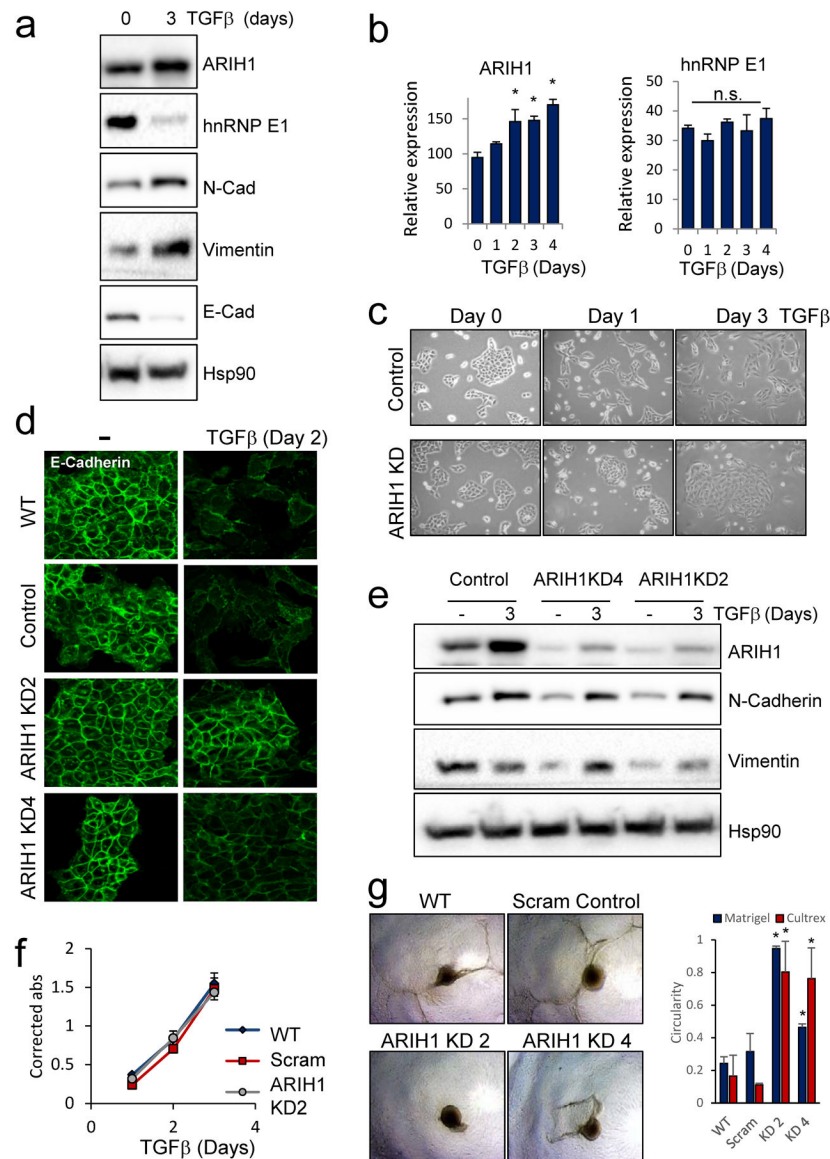 a
0 3 TGFβ (days)
ARIH1
hnRNP E1
N-Cad
Vimentin
E-Cad
Hsp90
b
ARIH1
Relative expression
150
100
50
0
*
*
*
0 1 2 3 4
TGFβ (Days)
hnRNP E1
Relative expression
50
40
30
20
10
0
n.s.
0 1 2 3 4
TGFβ (Days)
c
Day 0 Day 1 Day 3 TGFβ
Control
ARIH1 KD
d
- TGFβ (Day 2)
E-Cadherin
WT
Control
ARIH1 KD2
ARIH1 KD4
e
Control ARIH1KD4 ARIH1KD2
- 3 - 3 - 3 TGFβ (Days)
ARIH1
N-Cadherin
Vimentin
Hsp90
f
Corrected abs
2
1.5
1
0.5
0
0 2 4
TGFβ (Days)
WT
Scram
ARIH1
KD2
g
WT Scram Control
ARIH1 KD 2 ARIH1 KD 4
Matrigel Cultrex
Circularity
1
0.8
0.6
0.4
0.2
0
* *
*
*
WT
Scram
KD 2
KD 4